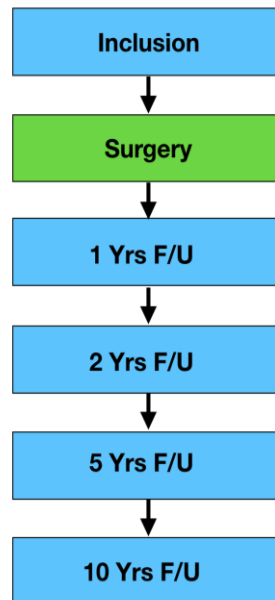 Inclusion
Surgery
1 Yrs F/U
2 Yrs F/U
5 Yrs F/U
10 Yrs F/U